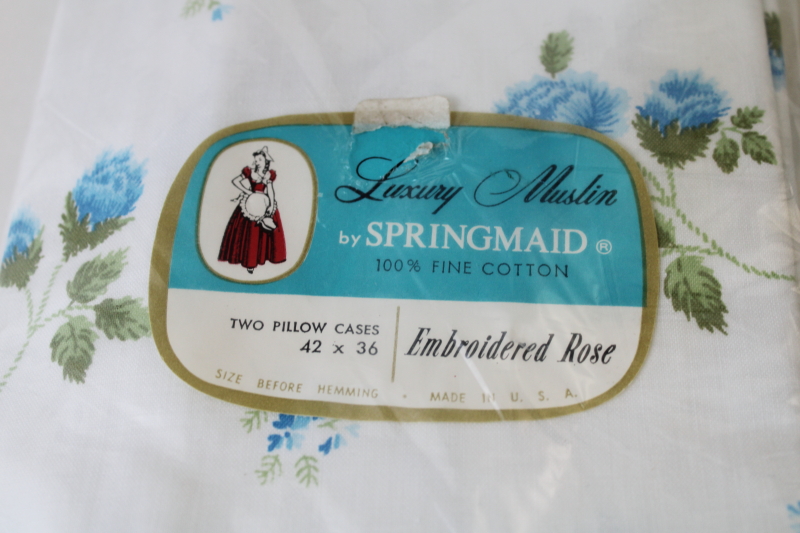 Luxury Muslin
by SPRINGMAID ®
100% FINE COTTON
TWO PILLOW CASES
42 x 36
Embroidered Rose
SIZE BEFORE HEMMING • MADE IN U. S. A.